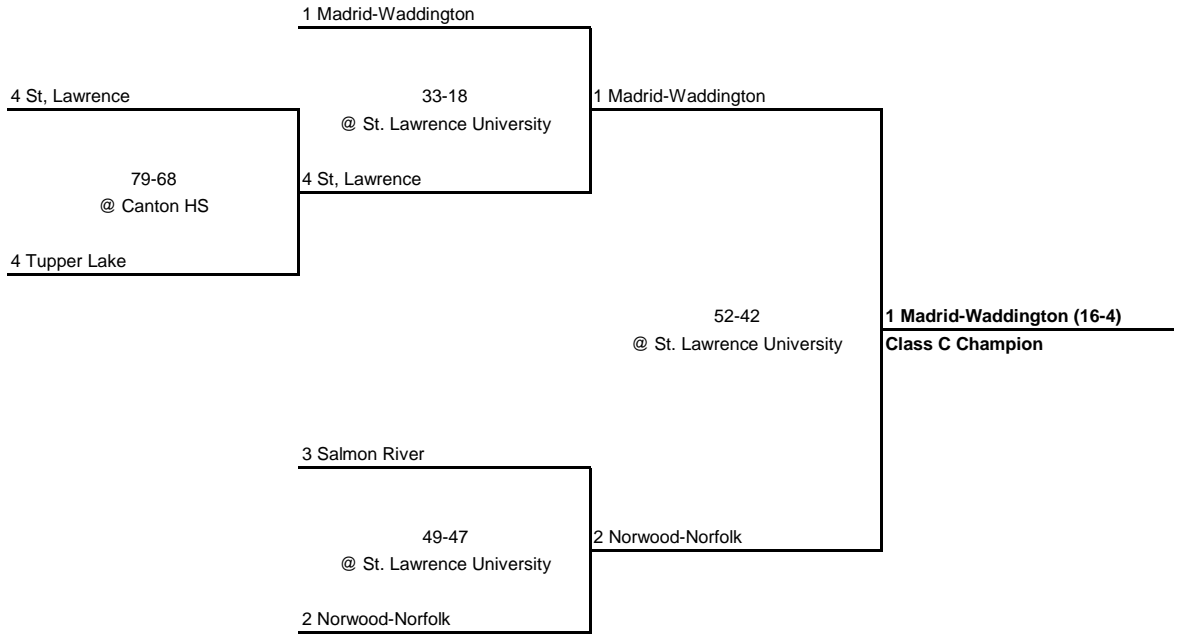 1 Madrid-Waddington
4 St, Lawrence
33-18
1 Madrid-Waddington
@ St. Lawrence University
79-68
4 St, Lawrence
@ Canton HS
4 Tupper Lake
52-42
1 Madrid-Waddington (16-4)
@ St. Lawrence University
Class C Champion
3 Salmon River
49-47
2 Norwood-Norfolk
@ St. Lawrence University
2 Norwood-Norfolk